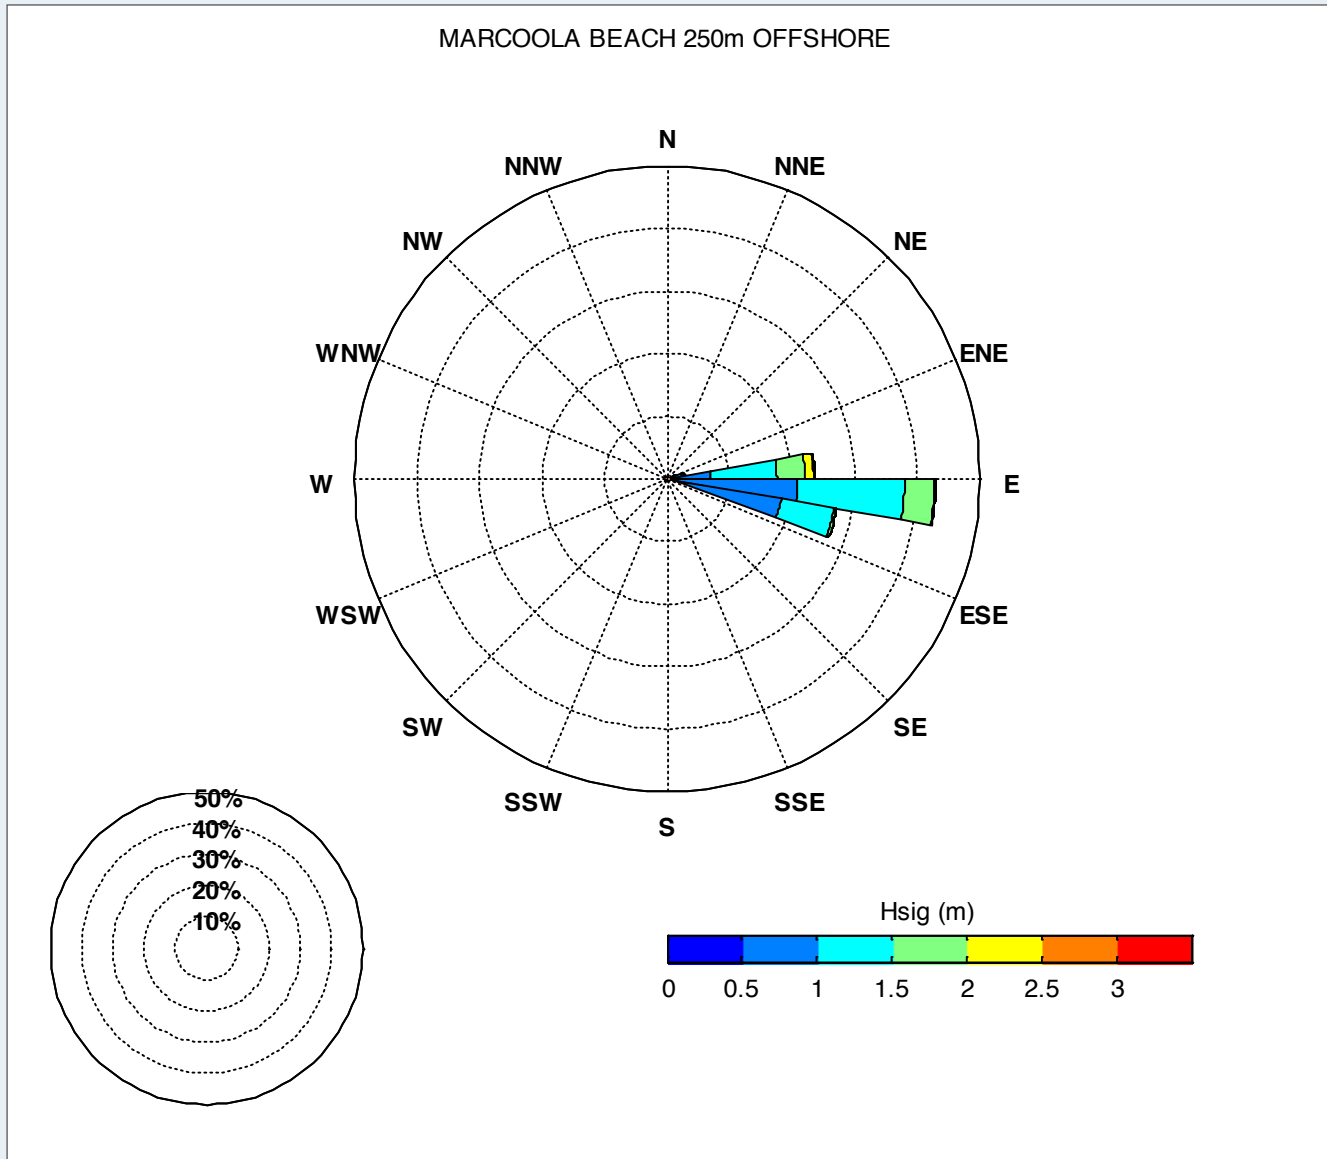 MARCOOLA BEACH 250m OFFSHORE
N
NNW
NNE
NW
NE
WNW
ENE
W
E
WSW
ESE
SW
SE
SSW
SSE
S
50%
40%
30%
20%
10%
Hsig (m)
0 0.5 1 1.5 2 2.5 3